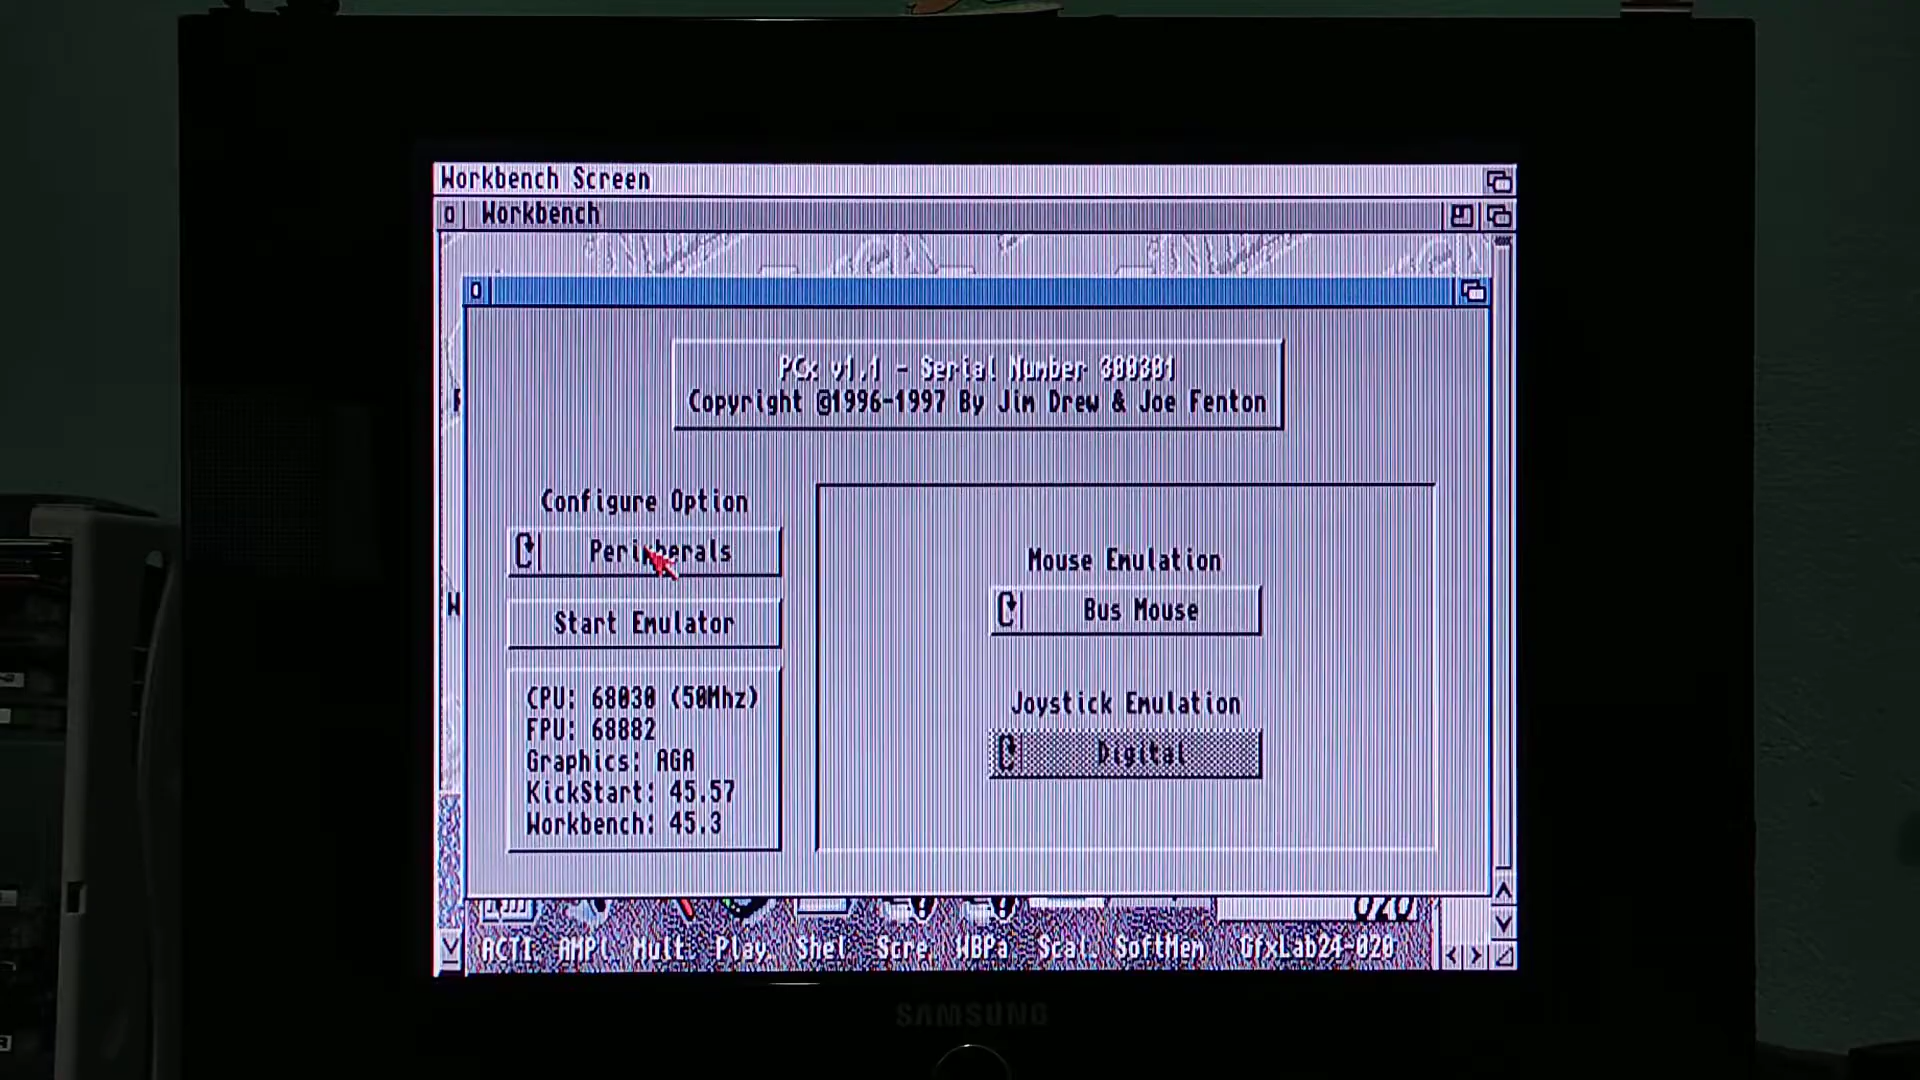 Workbench Screen
Workbench
PCx v1.1 - Serial Number 300301
Copyright ©1996-1997 By Jim Drew & Joe Fenton
Configure Option
Peripherals
Start Emulator
CPU: 68030 (50Mhz)
FPU: 68882
Graphics: AGA
KickStart: 45.57
Workbench: 45.3
Mouse Emulation
Bus Mouse
Joystick Emulation
Digital
W
020
ACTI. AMPl. Mult. Play. Shel. Scre. WBPa. Scal. SoftMem. GfxLab24-020
SAMSUNG